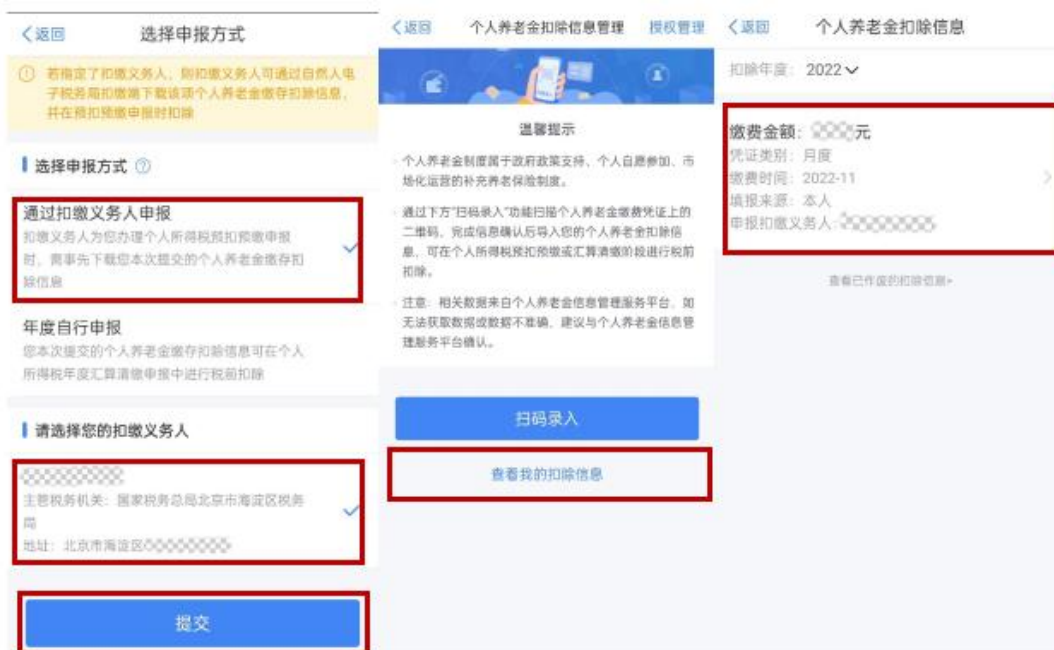 返回
选择申报方式
若指定了扣缴义务人，则扣缴义务人可通过自然人电
子税务局扣缴端下载该项个人养老金缴存扣除信息，
并在预扣预缴申报时扣除
选择申报方式
通过扣缴义务人申报
扣缴义务人为您办理个人所得税预扣预缴申报
时，需事先下载您本次提交的个人养老金缴存扣
除信息
年度自行申报
您本次提交的个人养老金缴存扣除信息可在个人
所得税年度汇算清缴申报中进行税前扣除
请选择您的扣缴义务人
主管税务机关：国家税务总局北京市海淀区税务
局
地址：北京市海淀区
提交
返回
个人养老金扣除信息管理
授权管理
温馨提示
个人养老金制度属于政府政策支持、个人自愿参加、市
场化运营的补充养老保险制度。
通过下方“扫码录入”功能扫描个人养老金缴费凭证上的
二维码，完成信息确认后导入您的个人养老金扣除信
息，可在个人所得税预扣预缴或汇算清缴阶段进行税前
扣除。
注意：相关数据来自个人养老金信息管理服务平台，如
无法获取数据或数据不准确，建议与个人养老金信息管
理服务平台确认。
扫码录入
查看我的扣除信息
返回
个人养老金扣除信息
扣除年度：2022
缴费金额：元
凭证类别：月度
缴费时间：2022-11
填报来源：本人
申报扣缴义务人：
查看已作废的扣除信息>